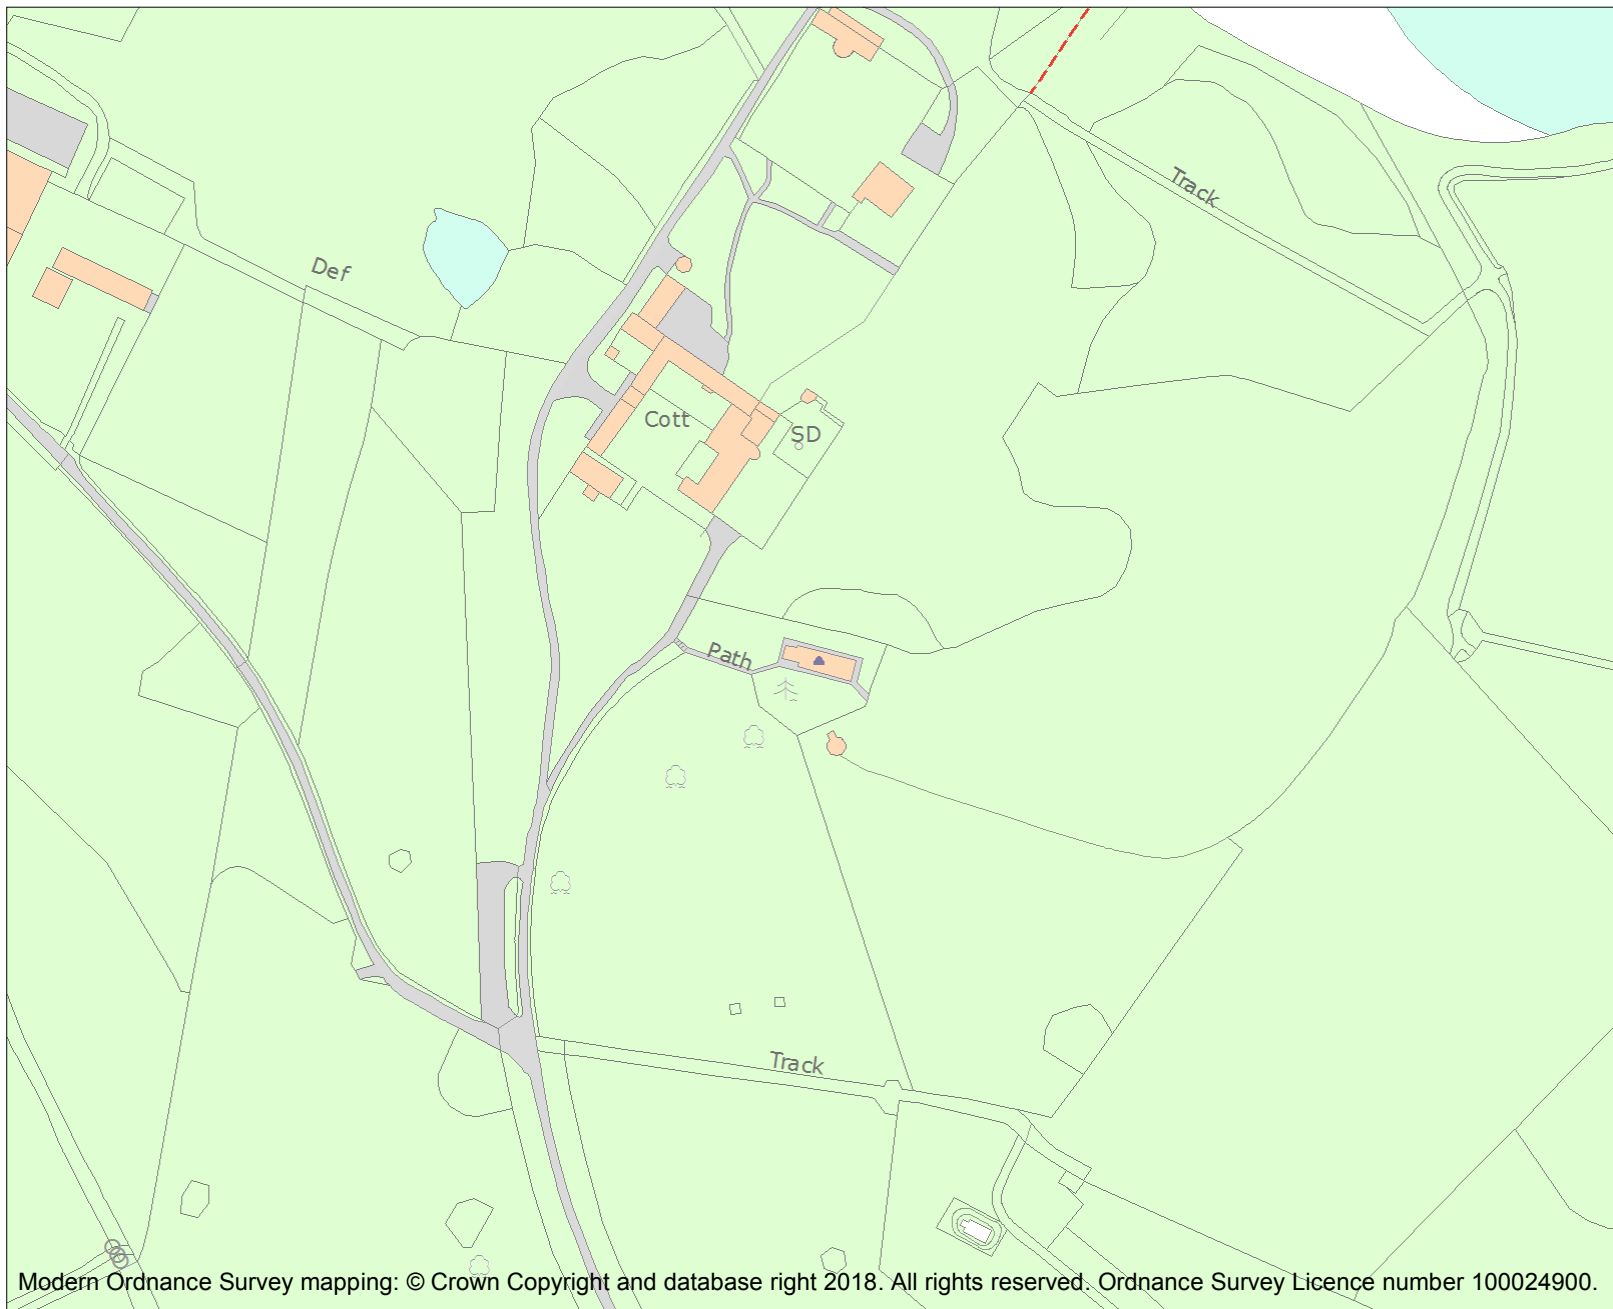 Track
Def
Cott
SD
Path
Track
Modern Ordnance Survey mapping: © Crown Copyright and database right 2018. All rights reserved. Ordnance Survey Licence number 100024900.